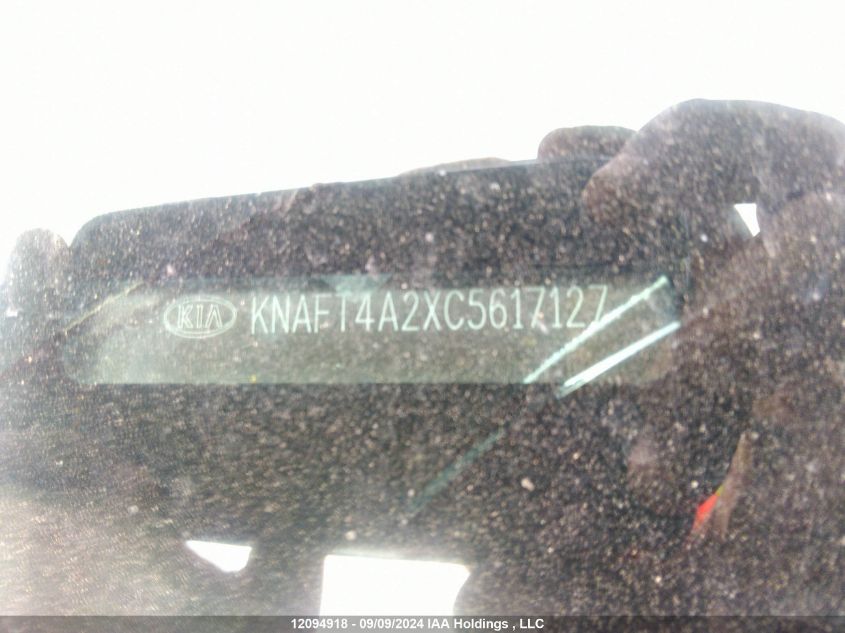 KIA KNAFT4A2XC5617127
12094918 - 09/09/2024 IAA Holdings , LLC